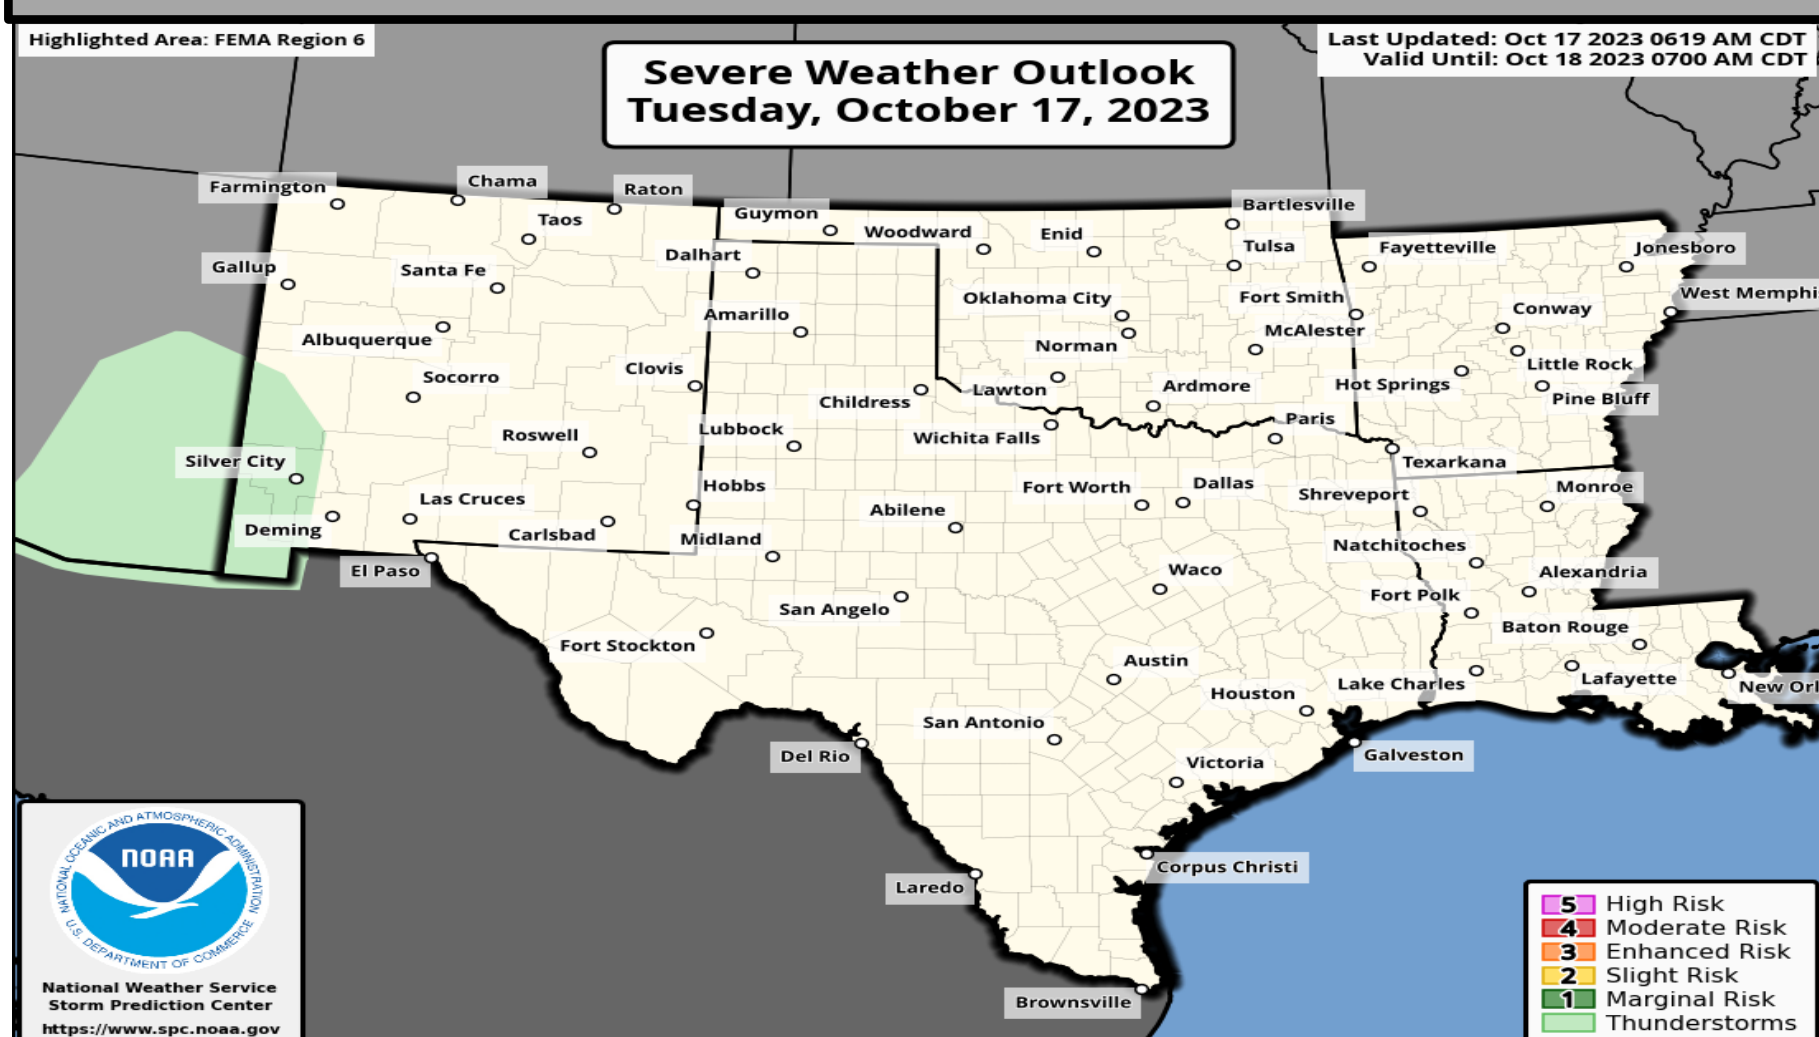 Highlighted Area: FEMA Region 6
Severe Weather Outlook
Tuesday, October 17, 2023
Last Updated: Oct 17 2023 0619 AM CDT
Valid Until: Oct 18 2023 0700 AM CDT
Farmington
Chama
Raton
Taos
Guymon
Woodward
Enid
Bartlesville
Tulsa
Fayetteville
Jonesboro
Gallup
Santa Fe
Dalhart
Oklahoma City
Fort Smith
Conway
West Memphi
Albuquerque
Amarillo
Norman
McAlester
Little Rock
Socorro
Clovis
Childress
Lawton
Ardmore
Hot Springs
Pine Bluff
Roswell
Lubbock
Wichita Falls
Paris
Texarkana
Silver City
Las Cruces
Hobbs
Fort Worth
Dallas
Shreveport
Monroe
Deming
Carlsbad
Midland
Abilene
Natchitoches
El Paso
Waco
Alexandria
San Angelo
Fort Polk
Fort Stockton
Baton Rouge
Austin
Houston
Lake Charles
Lafayette
New Orl
San Antonio
Del Rio
Victoria
Galveston
Laredo
Corpus Christi
Brownsville
NATIONAL OCEANIC AND ATMOSPHERIC ADMINISTRATION
NOAA
U.S. DEPARTMENT OF COMMERCE
National Weather Service
Storm Prediction Center
https://www.spc.noaa.gov
5 High Risk
4 Moderate Risk
3 Enhanced Risk
2 Slight Risk
1 Marginal Risk
Thunderstorms